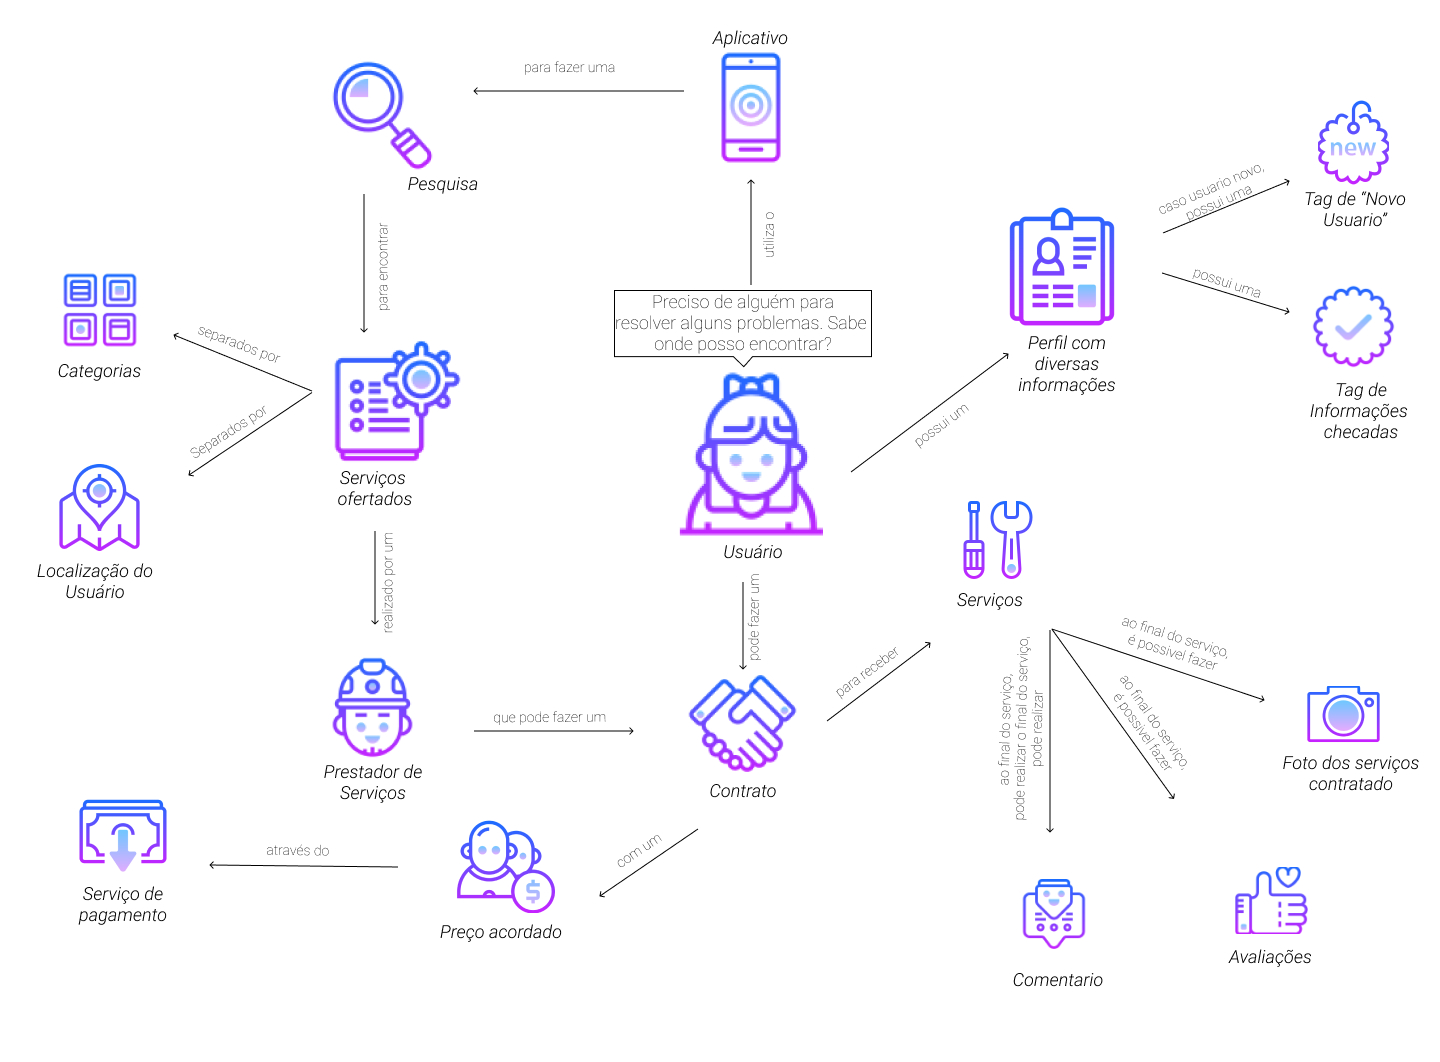 Aplicativo
para fazer uma
Pesquisa
new
Tag de “Novo
Usuario”
caso usuario novo,
possui uma
possui uma
utiliza o
para encontrar
Preciso de alguém para
resolver alguns problemas. Sabe
onde posso encontrar?
Perfil com
diversas
informações
Tag de
Informações
checadas
separados por
Categorias
Separados por
possui um
Serviços
ofertados
Localização do
Usuário
Usuário
realizado por um
pode fazer um
Serviços
ao final do serviço,
é possivel fazer
ao final do serviço,
é possivel fazer
ao final do serviço,
pode realizar o final do serviço,
pode realizar
para receber
que pode fazer um
Prestador de
Serviços
Contrato
Foto dos serviços
contratado
com um
através do
$
Serviço de
pagamento
Preço acordado
Comentario
Avaliações